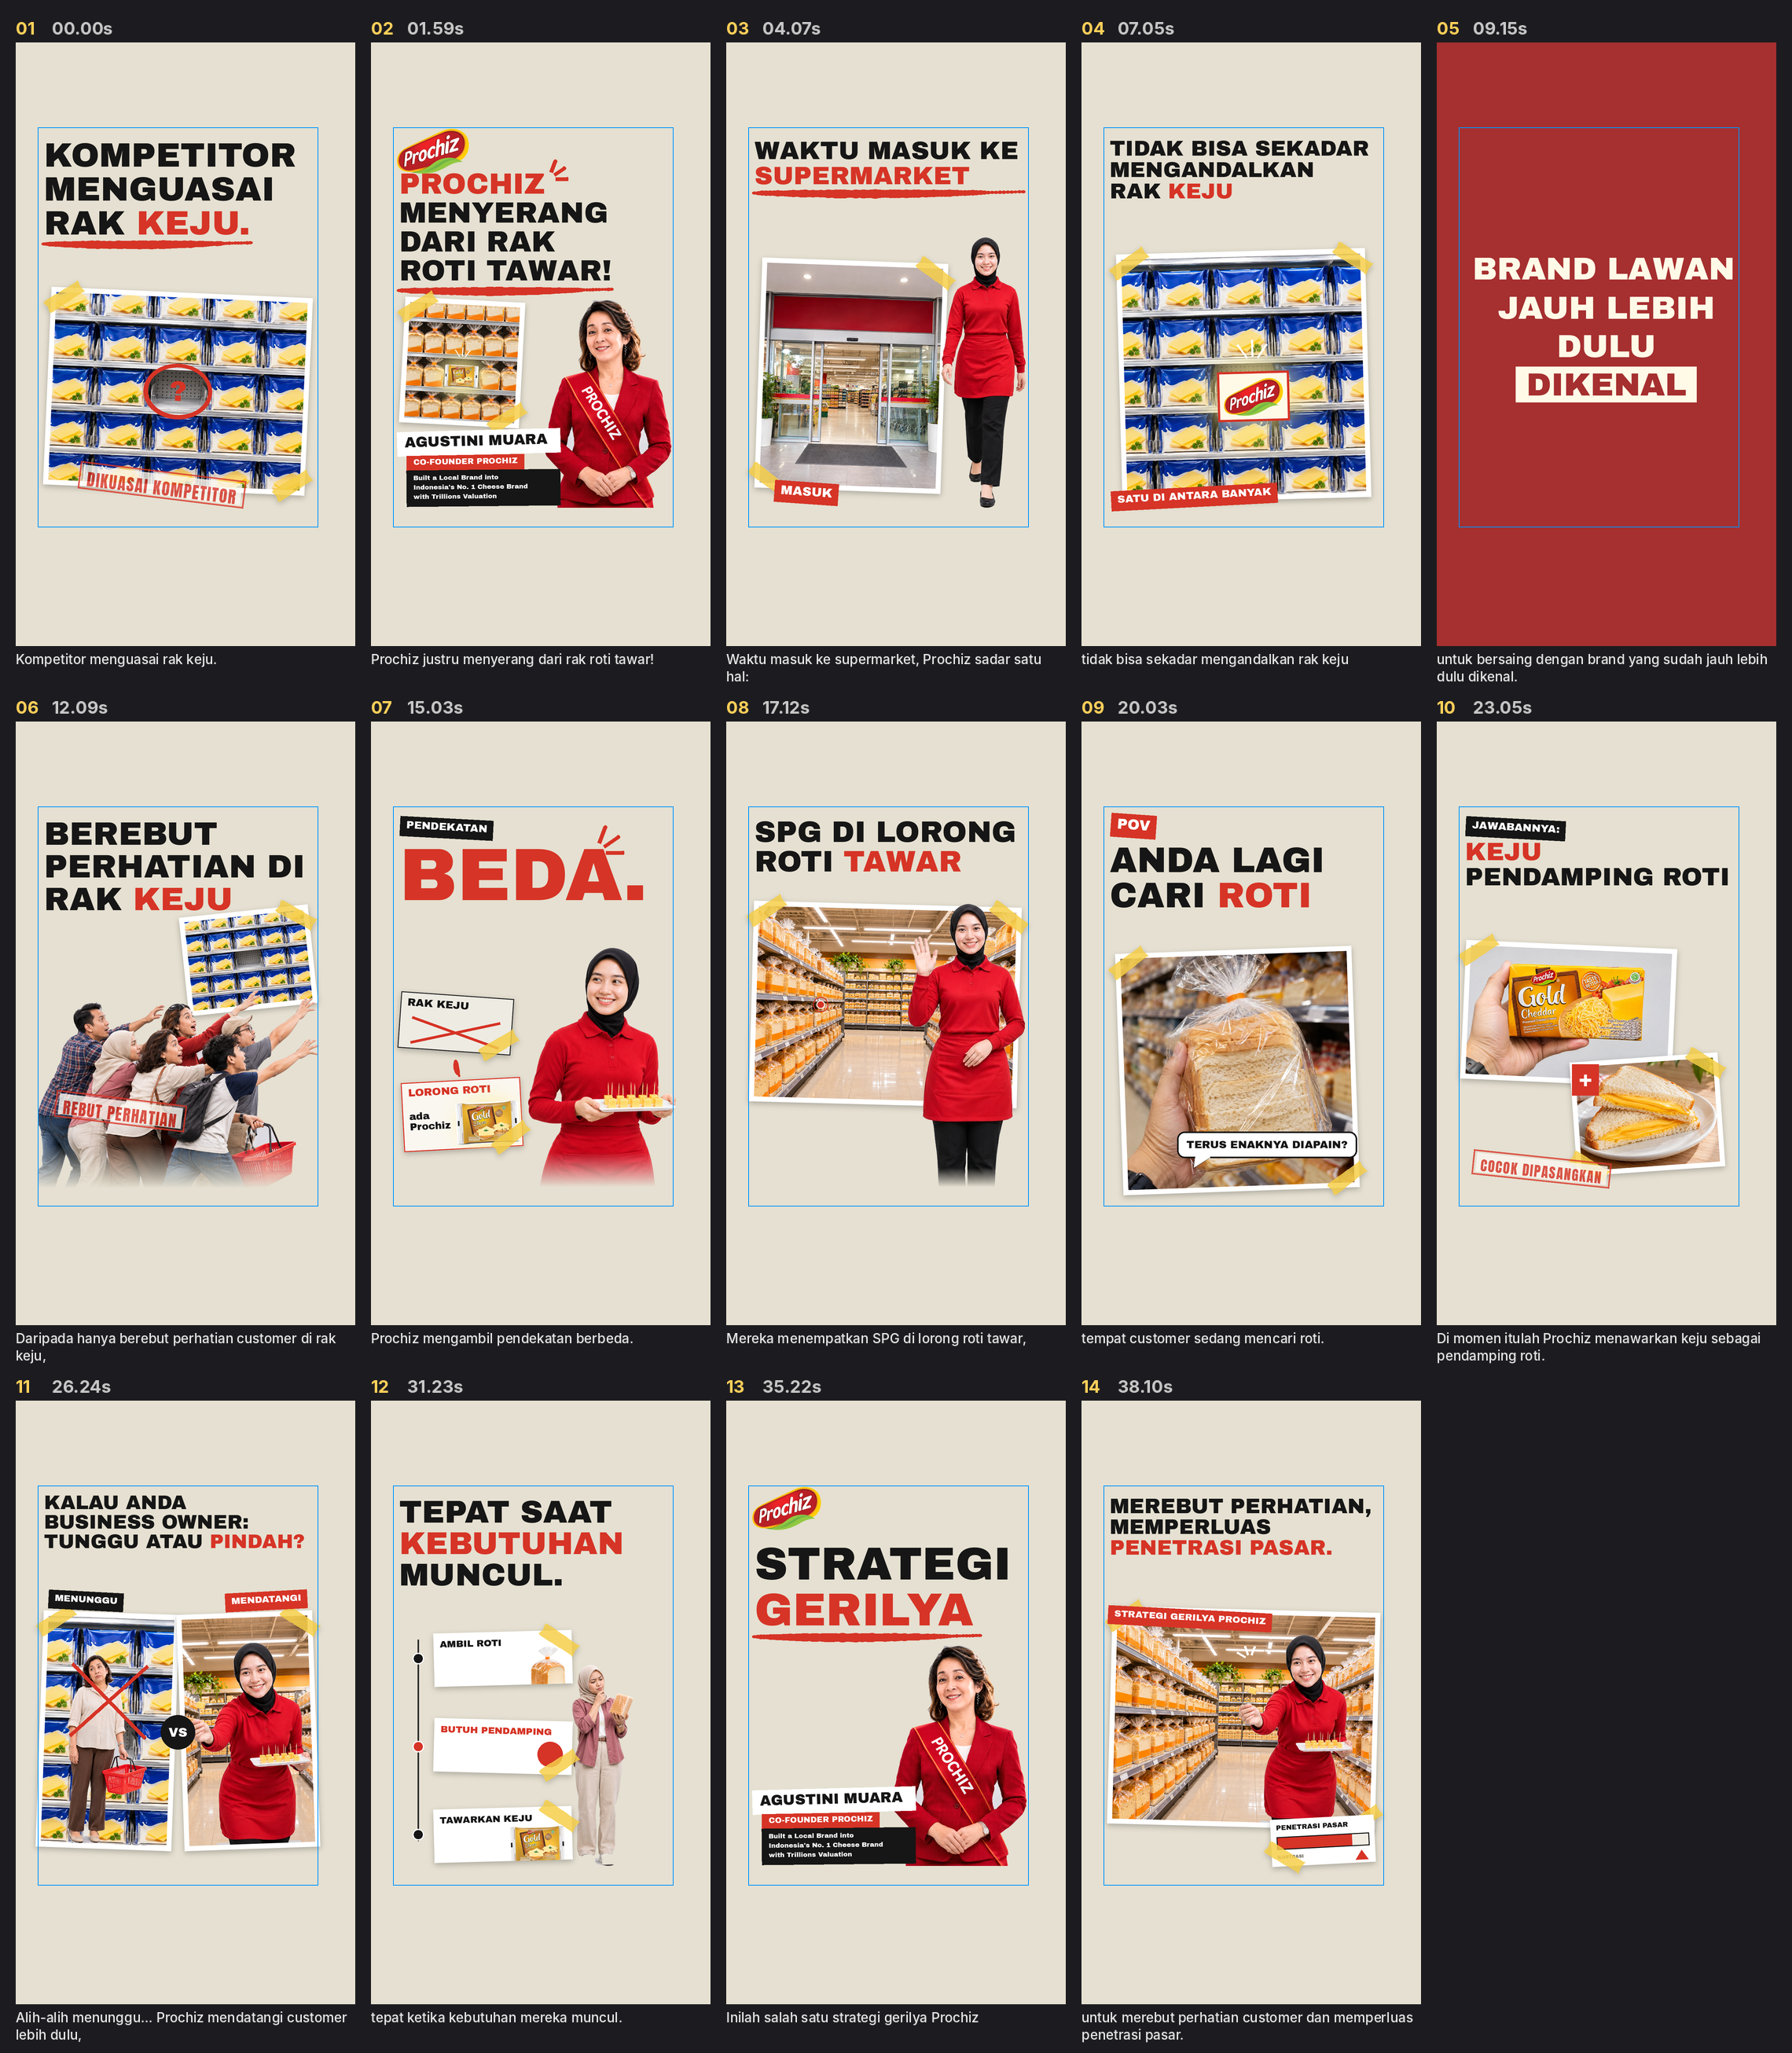 01 00.00s
KOMPETITOR
MENGUASAI
RAK KEJU.
?
DIKUASAI KOMPETITOR
Kompetitor menguasai rak keju.
02 01.59s
Prochiz
PROCHIZ
MENYERANG
DARI RAK
ROTI TAWAR!
PROCHIZ
AGUSTINI MUARA
CO-FOUNDER PROCHIZ
Built a Local Brand into
Indonesia's No. 1 Cheese Brand
with Trillions Valuation
Prochiz justru menyerang dari rak roti tawar!
03 04.07s
WAKTU MASUK KE
SUPERMARKET
MASUK
Waktu masuk ke supermarket, Prochiz sadar satu
hal:
04 07.05s
TIDAK BISA SEKADAR
MENGANDALKAN
RAK KEJU
Prochiz
SATU DI ANTARA BANYAK
tidak bisa sekadar mengandalkan rak keju
05 09.15s
BRAND LAWAN
JAUH LEBIH
DULU
DIKENAL
untuk bersaing dengan brand yang sudah jauh lebih
dulu dikenal.
06 12.09s
BEREBUT
PERHATIAN DI
RAK KEJU
REBUT PERHATIAN
Daripada hanya berebut perhatian customer di rak
keju,
07 15.03s
PENDEKATAN
BEDA.
RAK KEJU
LORONG ROTI
ada
Prochiz
Gold
Prochiz mengambil pendekatan berbeda.
08 17.12s
SPG DI LORONG
ROTI TAWAR
Mereka menempatkan SPG di lorong roti tawar,
09 20.03s
POV
ANDA LAGI
CARI ROTI
TERUS ENAKNYA DIAPAIN?
tempat customer sedang mencari roti.
10 23.05s
JAWABANNYA:
KEJU
PENDAMPING ROTI
Prochiz
Gold
Cheddar
+
COCOK DIPASANGKAN
Di momen itulah Prochiz menawarkan keju sebagai
pendamping roti.
11 26.24s
KALAU ANDA
BUSINESS OWNER:
TUNGGU ATAU PINDAH?
MENUNGGU
MENDATANGI
VS
Alih-alih menunggu... Prochiz mendatangi customer
lebih dulu,
12 31.23s
TEPAT SAAT
KEBUTUHAN
MUNCUL.
AMBIL ROTI
BUTUH PENDAMPING
TAWARKAN KEJU
Gold
tepat ketika kebutuhan mereka muncul.
13 35.22s
Prochiz
STRATEGI
GERILYA
PROCHIZ
AGUSTINI MUARA
CO-FOUNDER PROCHIZ
Built a Local Brand into
Indonesia's No. 1 Cheese Brand
with Trillions Valuation
Inilah salah satu strategi gerilya Prochiz
14 38.10s
MEREBUT PERHATIAN,
MEMPERLUAS
PENETRASI PASAR.
STRATEGI GERILYA PROCHIZ
PENETRASI PASAR
untuk merebut perhatian customer dan memperluas
penetrasi pasar.